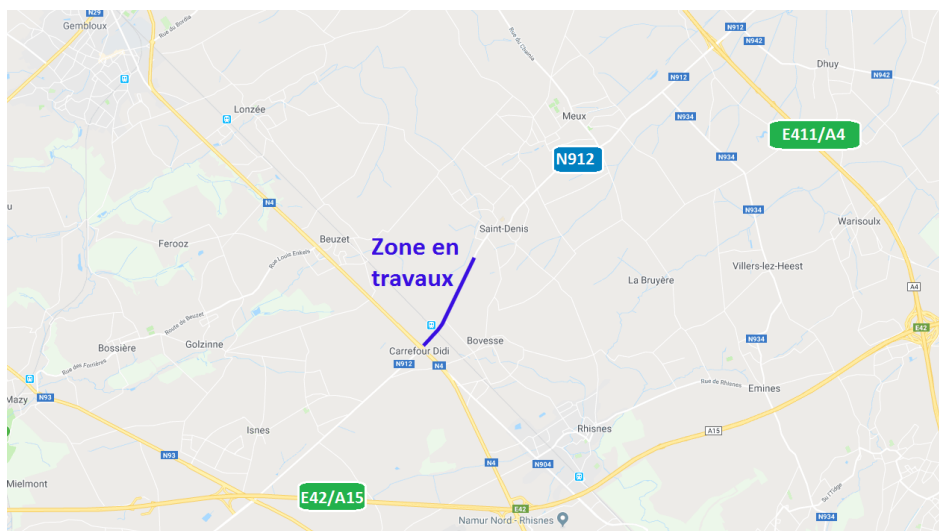 N29
Gembloux
Rue du Bordia
Rue du Chainia
N912
N942
Dhuy
N912
N942
Lonzée
Meux
N934
E411/A4
N912
N934
N4
N934
Saint-Denis
Warisoulx
u
Ferooz
Beuzet
Rue Louis Enkels
Zone en
travaux
La Bruyère
Villers-lez-Heest
A4
Route de Beuzet
E42
Bossière
Golzinne
Bovesse
N934
Carrefour Didi
N912
N4
Rue des Forrières
Rue de Rhisnes
Emines
Mazy
N93
Isnes
Rhisnes
A15
N93
N4
N904
Mielmont
E42/A15
E42
Namur Nord - Rhisnes
N934